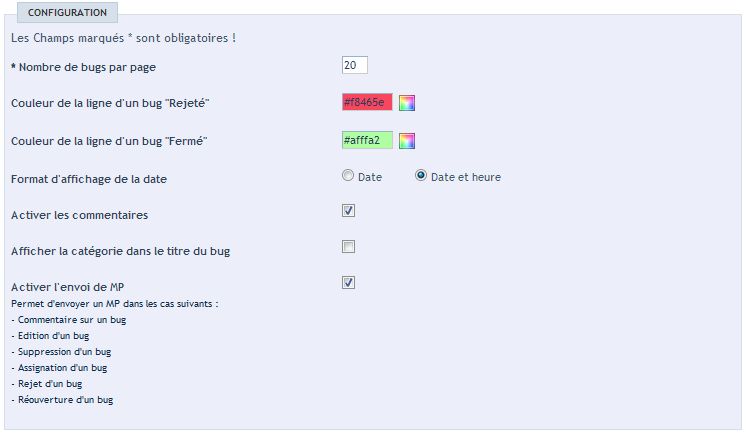 CONFIGURATION
Les Champs marqués * sont obligatoires !
* Nombre de bugs par page 20
Couleur de la ligne d'un bug "Rejeté" #f8465e
Couleur de la ligne d'un bug "Fermé" #afffa2
Format d'affichage de la date Date Date et heure
Activer les commentaires
Afficher la catégorie dans le titre du bug
Activer l'envoi de MP
Permet d'envoyer un MP dans les cas suivants :
- Commentaire sur un bug
- Edition d'un bug
- Suppression d'un bug
- Assignation d'un bug
- Rejet d'un bug
- Réouverture d'un bug